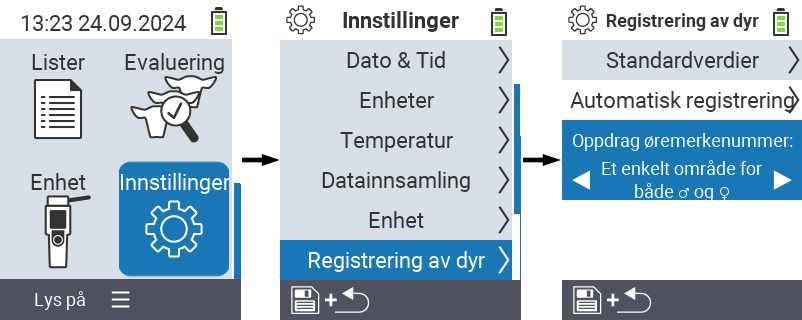 13:23 24.09.2024
Lister
Evaluering
Enhet
Innstillinger
Lys på
Innstillinger
Dato & Tid
Enheter
Temperatur
Datainnsamling
Enhet
Registrering av dyr
+
Registrering av dyr
Standardverdier
Automatisk registrering
Oppdrag øremerkenummer:
Et enkelt område for
både ♂ og ♀
+